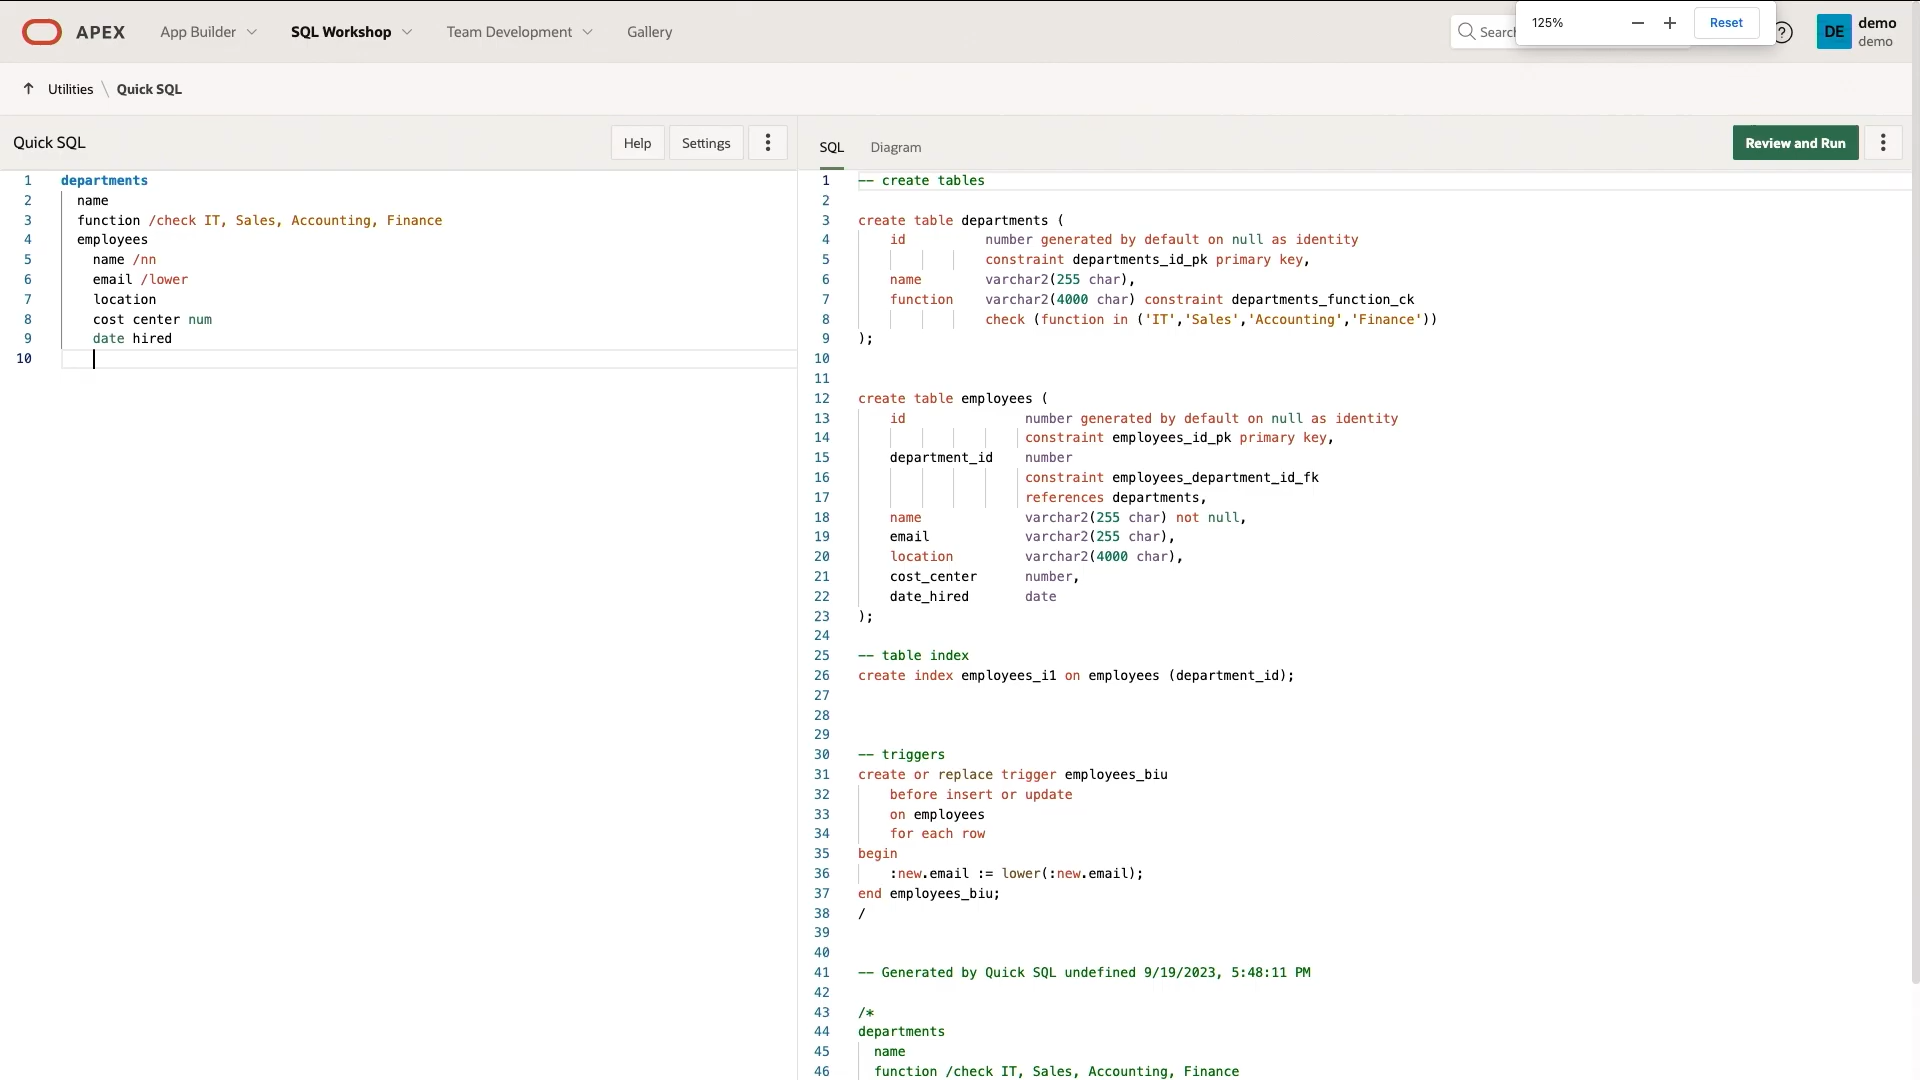 APEX App Builder SQL Workshop Team Development Gallery Search 125% − + Reset ? DE demo
demo
Utilities \ Quick SQL
Quick SQL Help Settings SQL Diagram Review and Run
1 departments
2 name
3 function /check IT, Sales, Accounting, Finance
4 employees
5 name /nn
6 email /lower
7 location
8 cost center num
9 date hired
10
1 -- create tables
2
3 create table departments (
4 id number generated by default on null as identity
5 constraint departments_id_pk primary key,
6 name varchar2(255 char),
7 function varchar2(4000 char) constraint departments_function_ck
8 check (function in ('IT','Sales','Accounting','Finance'))
9 );
10
11
12 create table employees (
13 id number generated by default on null as identity
14 constraint employees_id_pk primary key,
15 department_id number
16 constraint employees_department_id_fk
17 references departments,
18 name varchar2(255 char) not null,
19 email varchar2(255 char),
20 location varchar2(4000 char),
21 cost_center number,
22 date_hired date
23 );
24
25 -- table index
26 create index employees_i1 on employees (department_id);
27
28
29
30 -- triggers
31 create or replace trigger employees_biu
32 before insert or update
33 on employees
34 for each row
35 begin
36 :new.email := lower(:new.email);
37 end employees_biu;
38 /
39
40
41 -- Generated by Quick SQL undefined 9/19/2023, 5:48:11 PM
42
43 /*
44 departments
45 name
46 function /check IT, Sales, Accounting, Finance